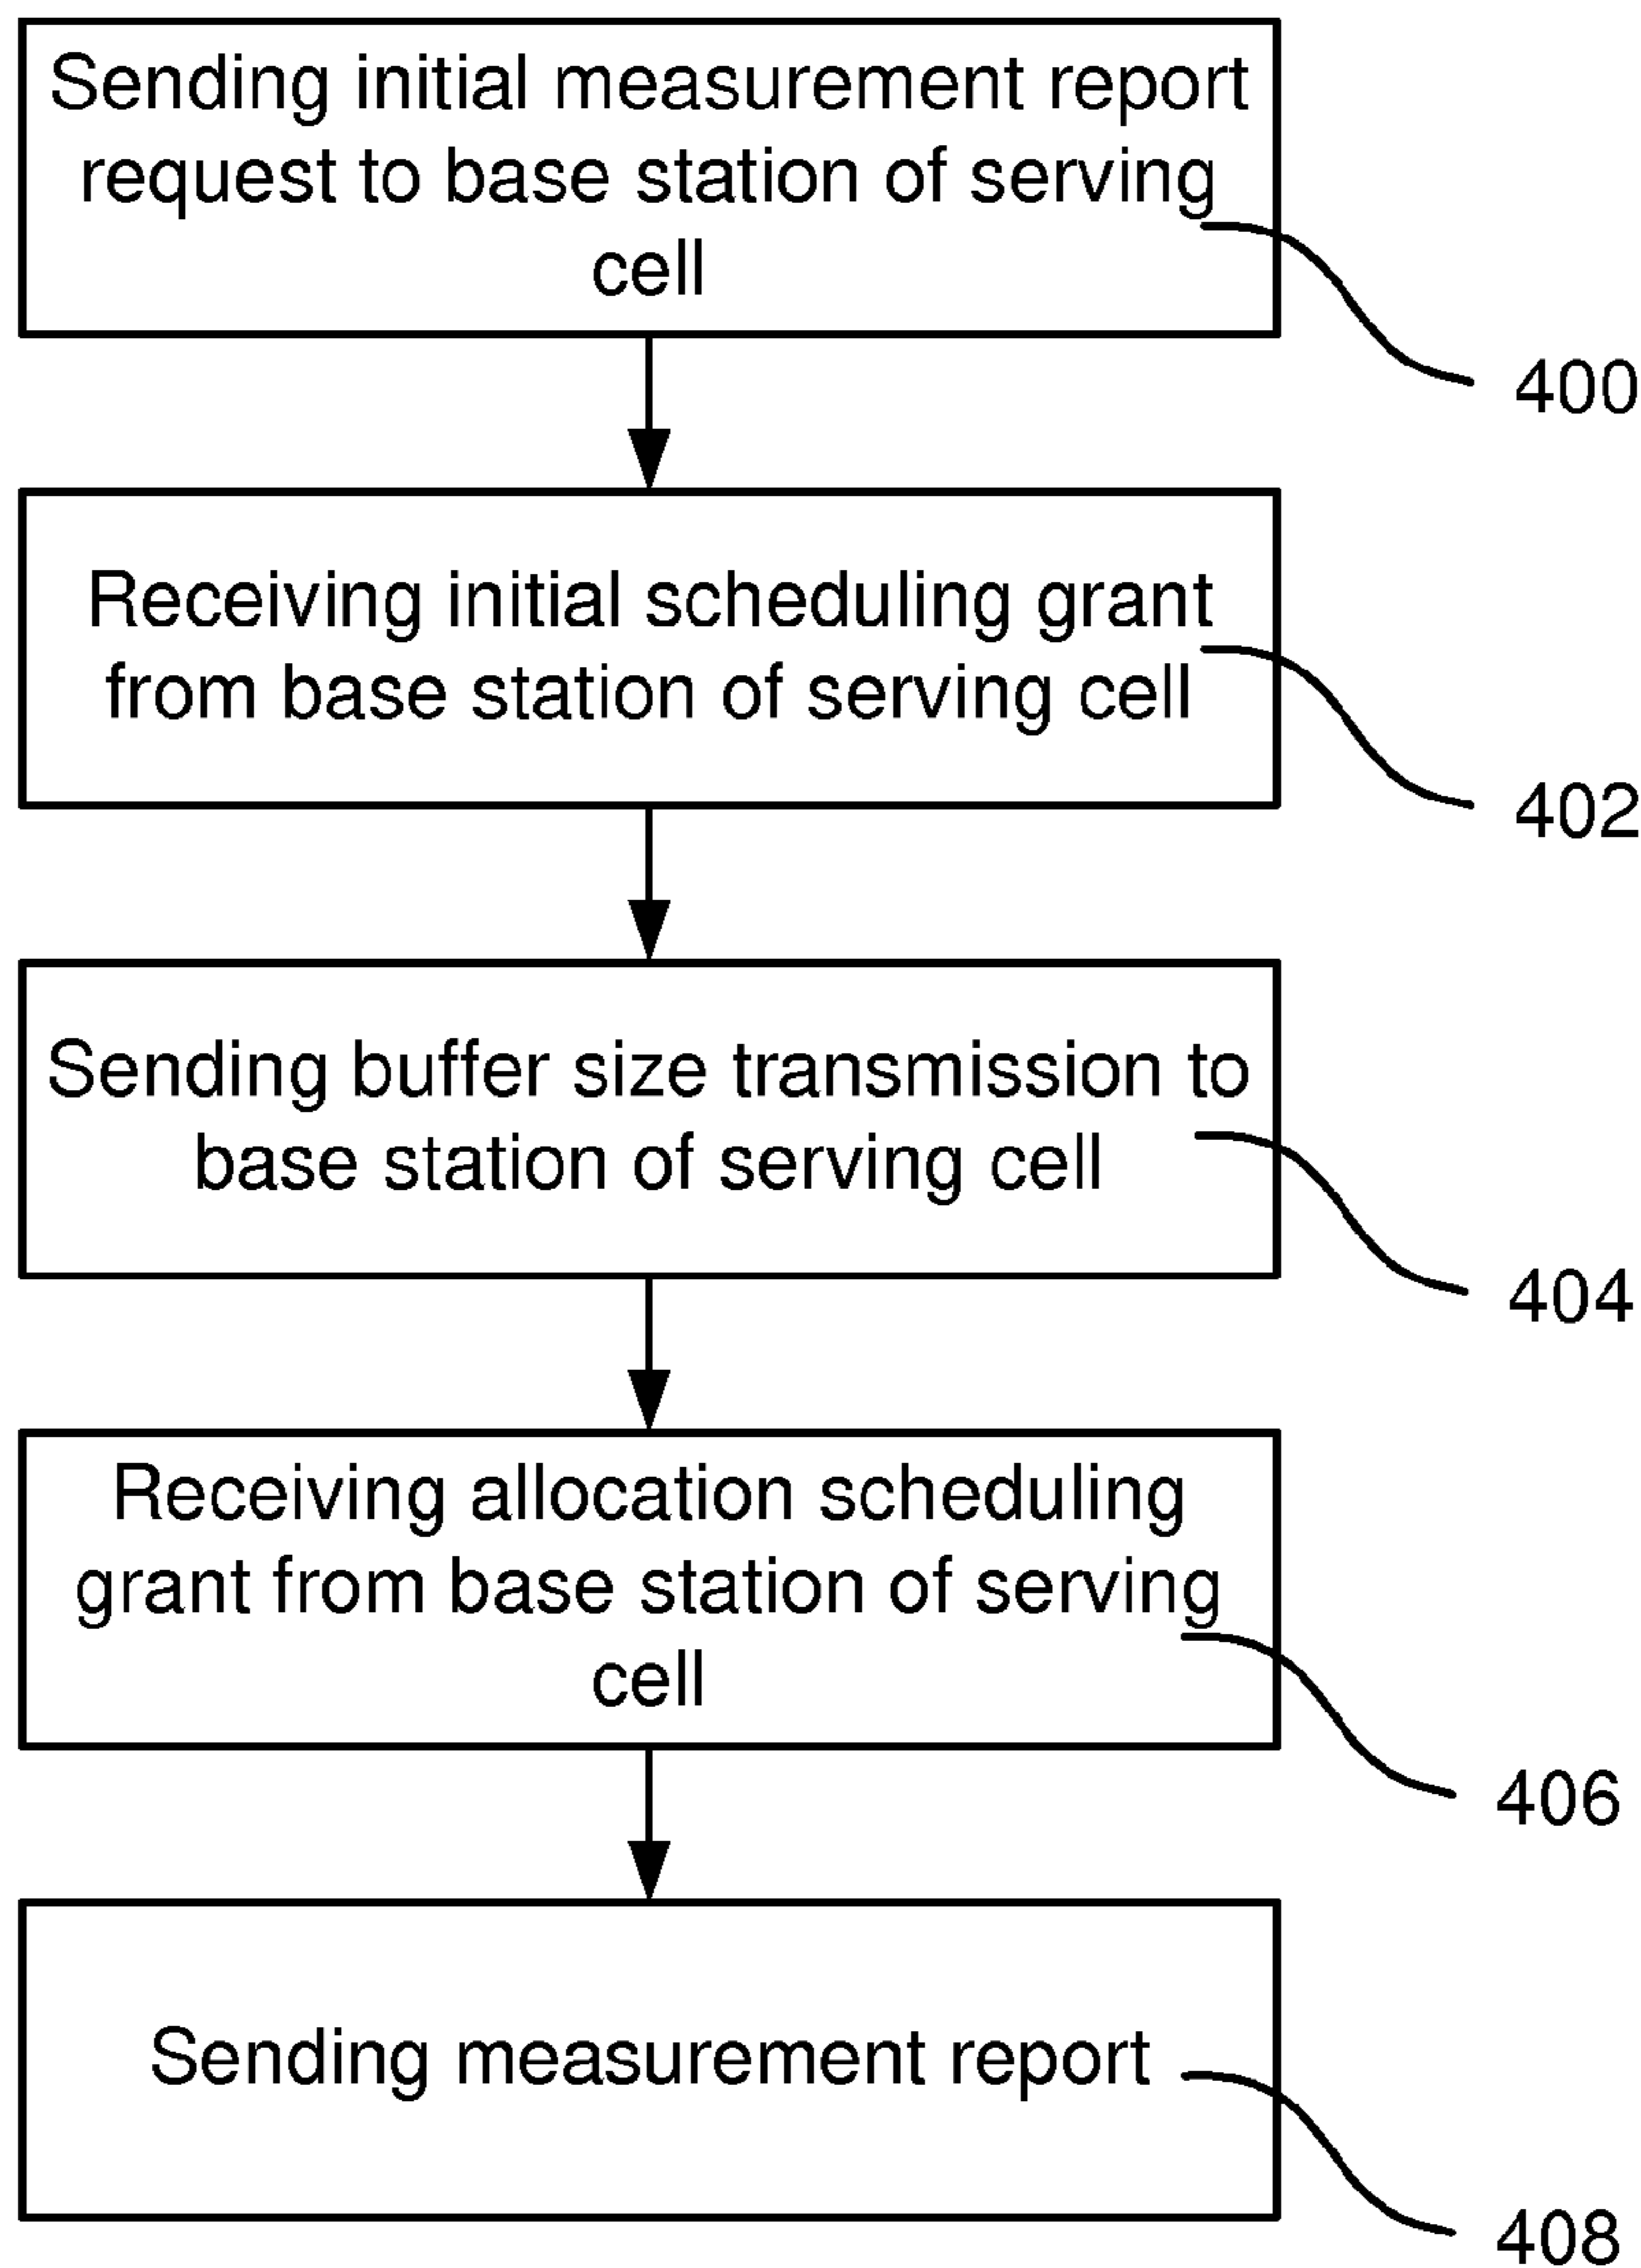 Sending initial measurement report
request to base station of serving
cell
400
Receiving initial scheduling grant
from base station of serving cell
402
Sending buffer size transmission to
base station of serving cell
404
Receiving allocation scheduling
grant from base station of serving
cell
406
Sending measurement report
408